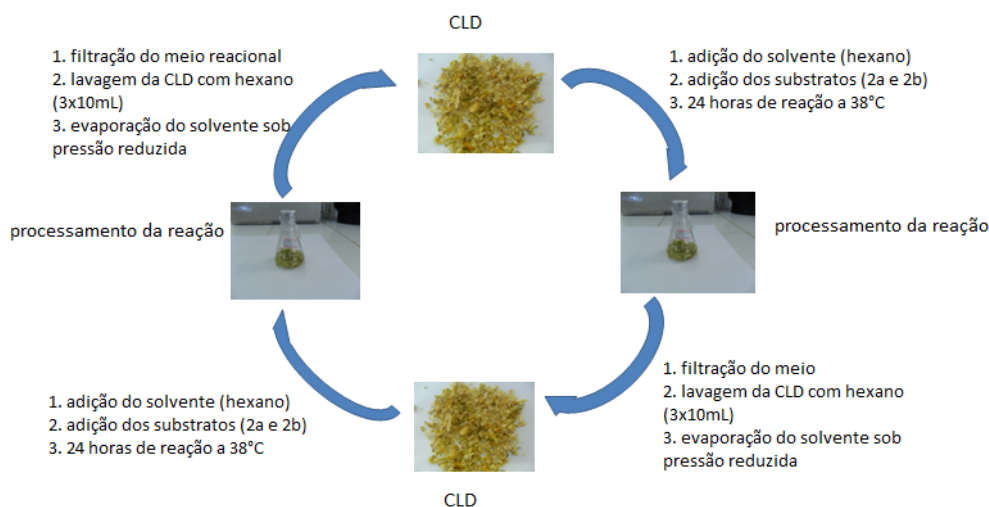 CLD
1. filtração do meio reacional
2. lavagem da CLD com hexano
(3x10mL)
3. evaporação do solvente sob
pressão reduzida
1. adição do solvente (hexano)
2. adição dos substratos (2a e 2b)
3. 24 horas de reação a 38°C
processamento da reação
processamento da reação
1. adição do solvente (hexano)
2. adição dos substratos (2a e 2b)
3. 24 horas de reação a 38°C
1. filtração do meio
2. lavagem da CLD com hexano
(3x10mL)
3. evaporação do solvente sob
pressão reduzida
CLD